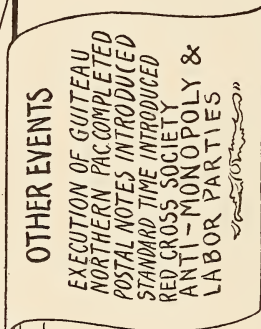 OTHER EVENTS
EXECUTION OF GUITEAU
NORTHERN PAC. COMPLETED
POSTAL NOTES INTRODUCED
STANDARD TIME INTRODUCED
RED CROSS SOCIETY
ANTI-MONOPOLY &
LABOR PARTIES